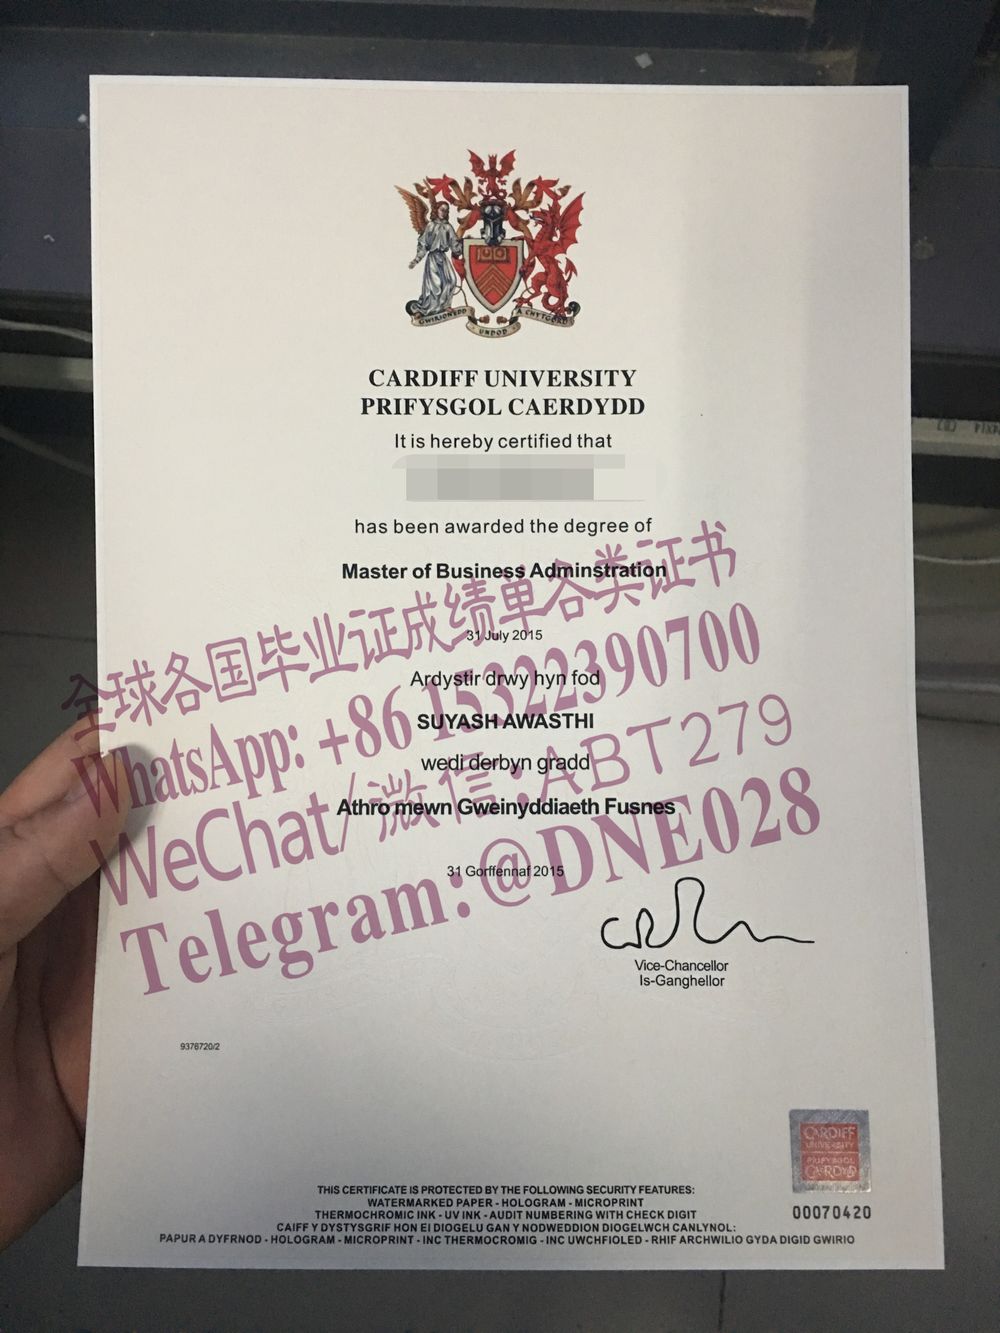 GWIRIONEDD
UNDOD
A CHYTGORD
CARDIFF UNIVERSITY
PRIFYSGOL CAERDYDD
It is hereby certified that
has been awarded the degree of
Master of Business Adminstration
31 July 2015
Ardystir drwy hyn fod
SUYASH AWASTHI
wedi derbyn gradd
Athro mewn Gweinyddiaeth Fusnes
31 Gorffennaf 2015
全球各国毕业证成绩单各类证书
WhatsApp: +86 15322390700
WeChat/微信:ABT279
Telegram:@DNE028
Vice-Chancellor
Is-Ganghellor
9378720/2
CARDIFF
UNIVERSITY
PRIFYSGOL
CAERDYD
00070420
THIS CERTIFICATE IS PROTECTED BY THE FOLLOWING SECURITY FEATURES:
WATERMARKED PAPER - HOLOGRAM - MICROPRINT
THERMOCHROMIC INK - UV INK - AUDIT NUMBERING WITH CHECK DIGIT
CAIFF Y DYSTYSGRIF HON EI DIOGELU GAN Y NODWEDDION DIOGELWCH CANLYNOL:
PAPUR A DYFRNOD - HOLOGRAM - MICROPRINT - INC THERMOCROMIG - INC UWCHFIOLED - RHIF ARCHWILIO GYDA DIGID GWIRIO